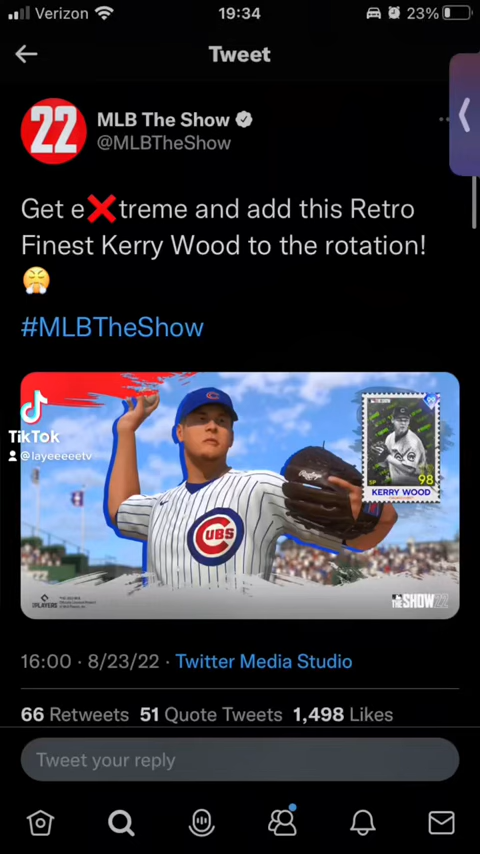 Verizon 19:34 23%
Tweet
22 MLB The Show
@MLBTheShow
Get e❌treme and add this Retro
Finest Kerry Wood to the rotation!
😤
#MLBTheShow
TikTok
@layeeeeetv
Rawlings
CUBS
SP 98
KERRY WOOD
PLAYERS
THE SHOW 22
16:00 · 8/23/22 · Twitter Media Studio
66 Retweets 51 Quote Tweets 1,498 Likes
Tweet your reply